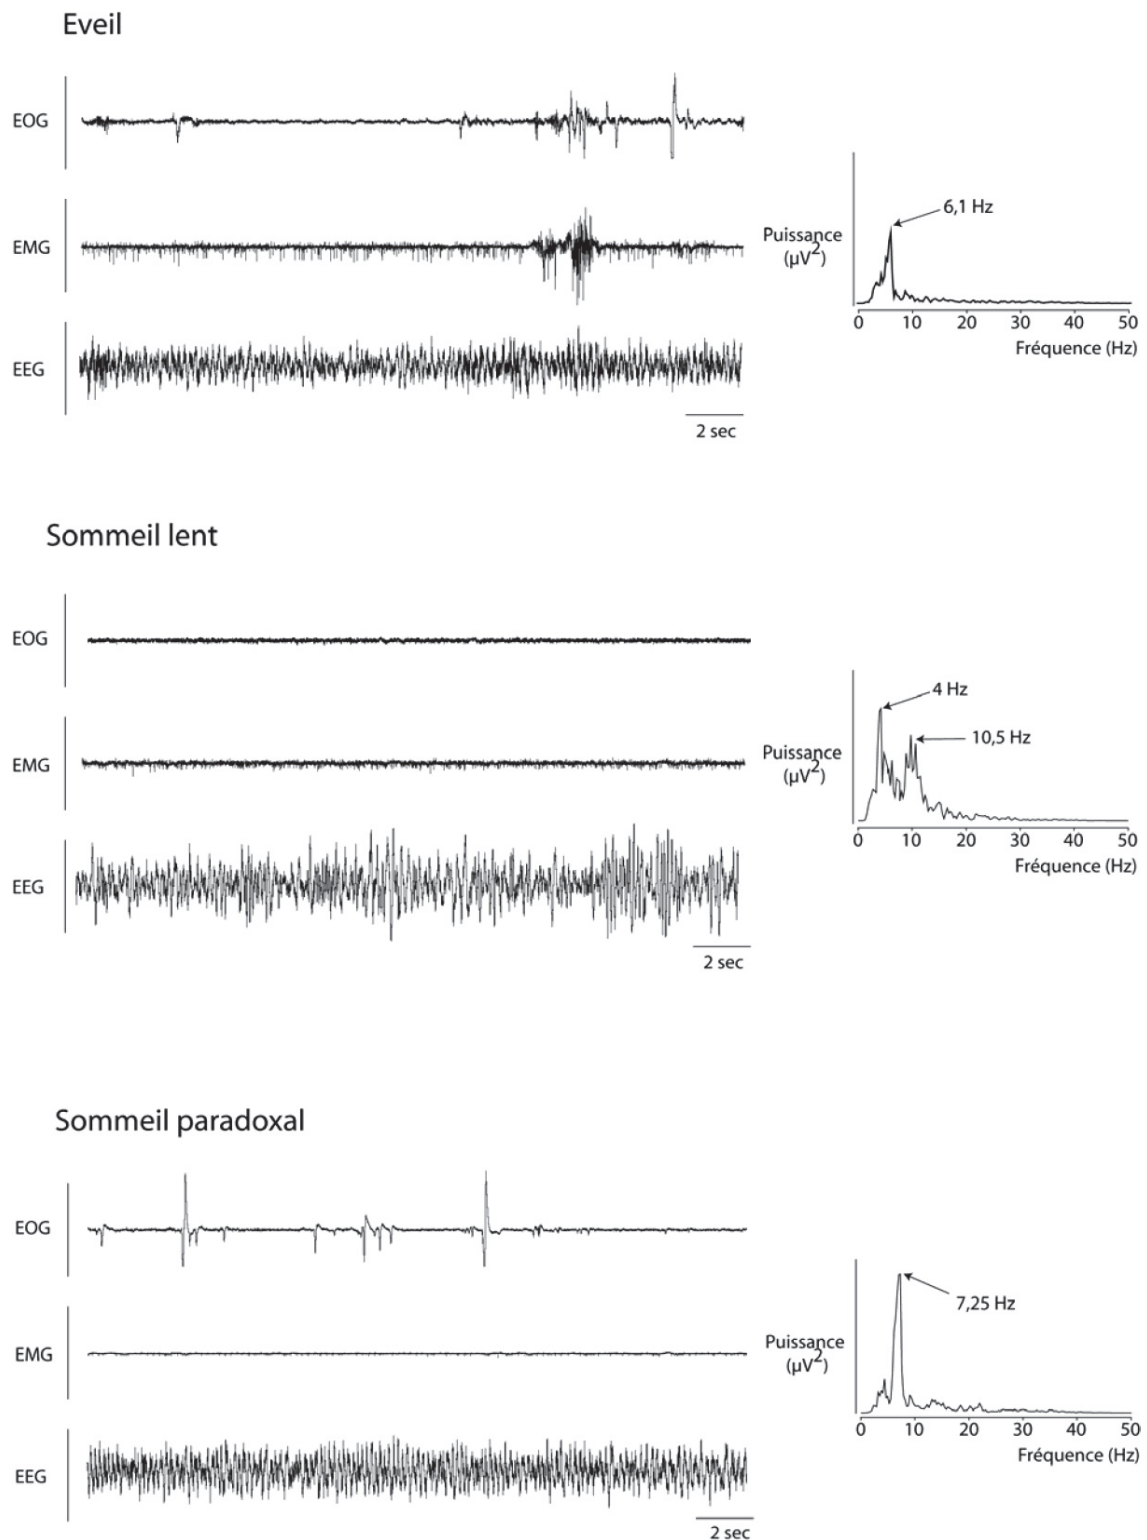 Eveil
EOG
EMG
EEG
2 sec
6,1 Hz
Puissance
(µV²)
0 10 20 30 40 50
Fréquence (Hz)
Sommeil lent
EOG
EMG
EEG
2 sec
4 Hz
10,5 Hz
Puissance
(µV²)
0 10 20 30 40 50
Fréquence (Hz)
Sommeil paradoxal
EOG
EMG
EEG
2 sec
7,25 Hz
Puissance
(µV²)
0 10 20 30 40 50
Fréquence (Hz)